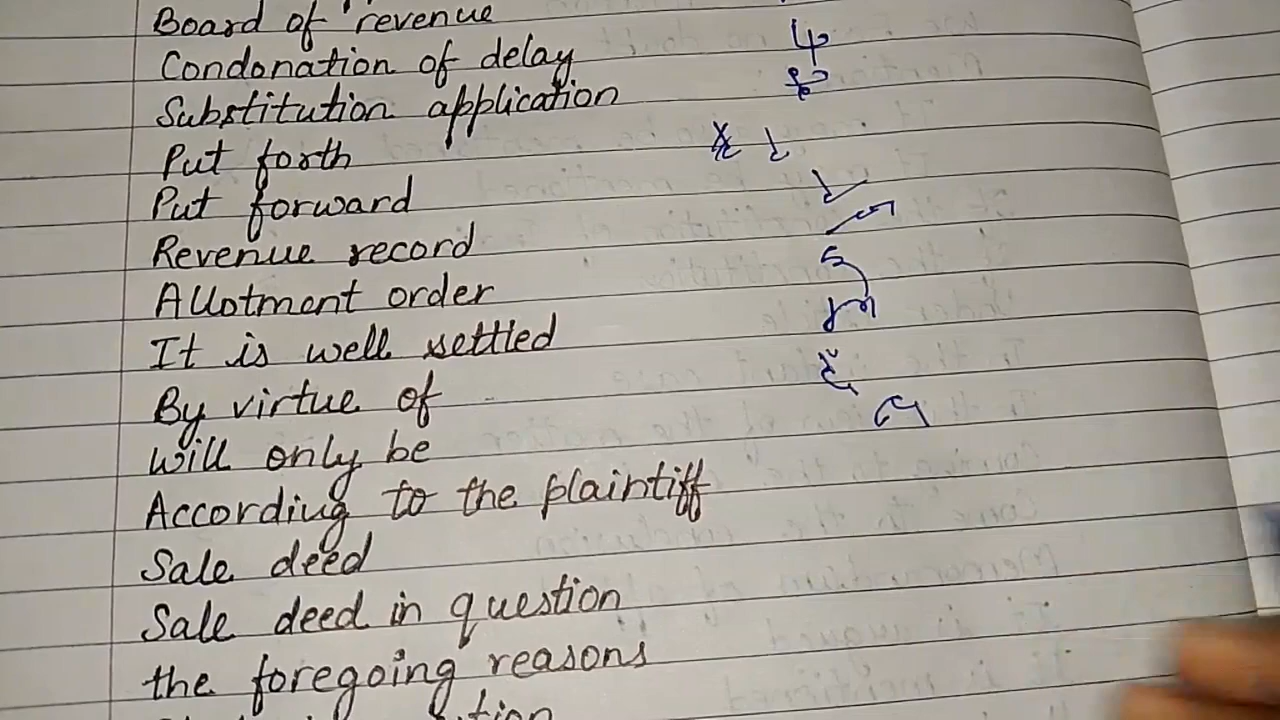 Board of revenue
Condonation of delay
Substitution application
Put forth
Put forward
Revenue record
Allotment order
It is well settled
By virtue of
Will only be
According to the plaintiff
Sale deed
Sale deed in question
the foregoing reasons